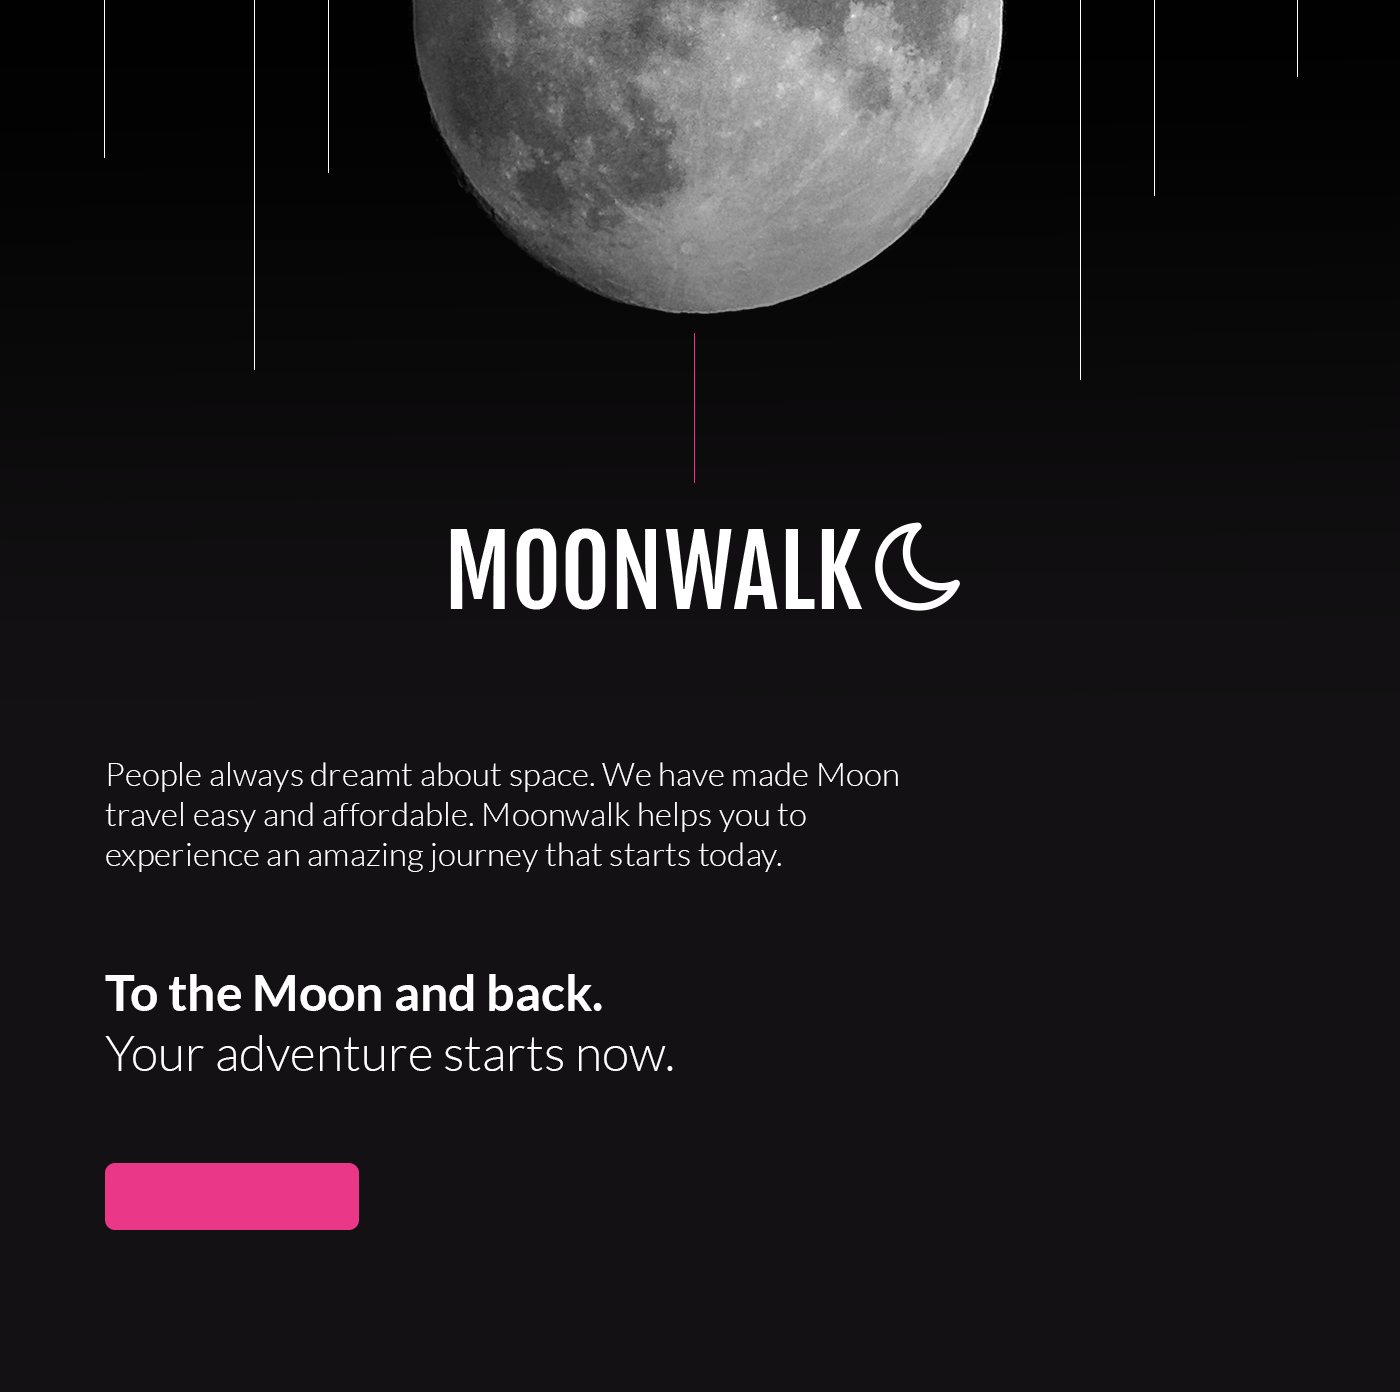 MOONWALK
People always dreamt about space. We have made Moon
travel easy and affordable. Moonwalk helps you to
experience an amazing journey that starts today.
To the Moon and back.
Your adventure starts now.